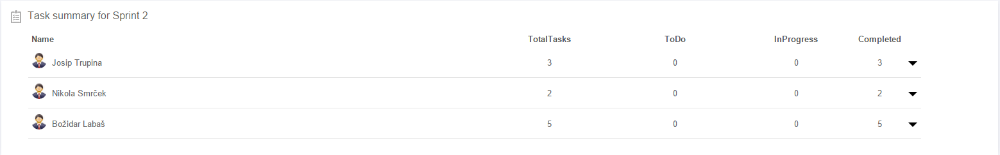 Task summary for Sprint 2
Name TotalTasks ToDo InProgress Completed
Josip Trupina 3 0 0 3
Nikola Smrček 2 0 0 2
Božidar Labaš 5 0 0 5